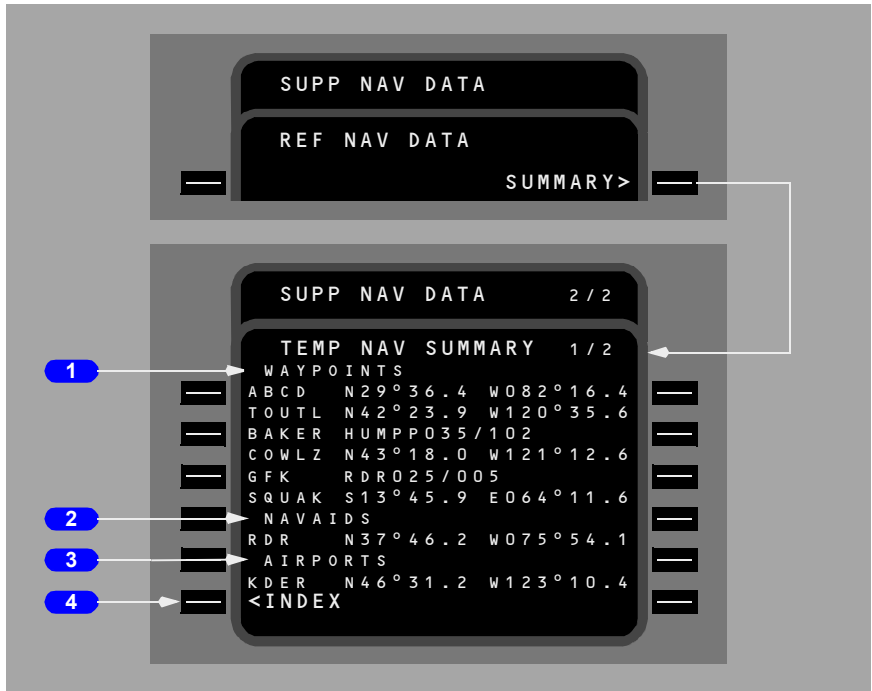 SUPP NAV DATA
REF NAV DATA
SUMMARY>
SUPP NAV DATA 2/2
TEMP NAV SUMMARY 1/2
1
WAYPOINTS
ABCD N29°36.4 W082°16.4
TOUTL N42°23.9 W120°35.6
BAKER HUMPP035/102
COWLZ N43°18.0 W121°12.6
GFK RDR025/005
SQUAK S13°45.9 E064°11.6
2
NAVAIDS
RDR N37°46.2 W075°54.1
3
AIRPORTS
KDER N46°31.2 W123°10.4
4
<INDEX